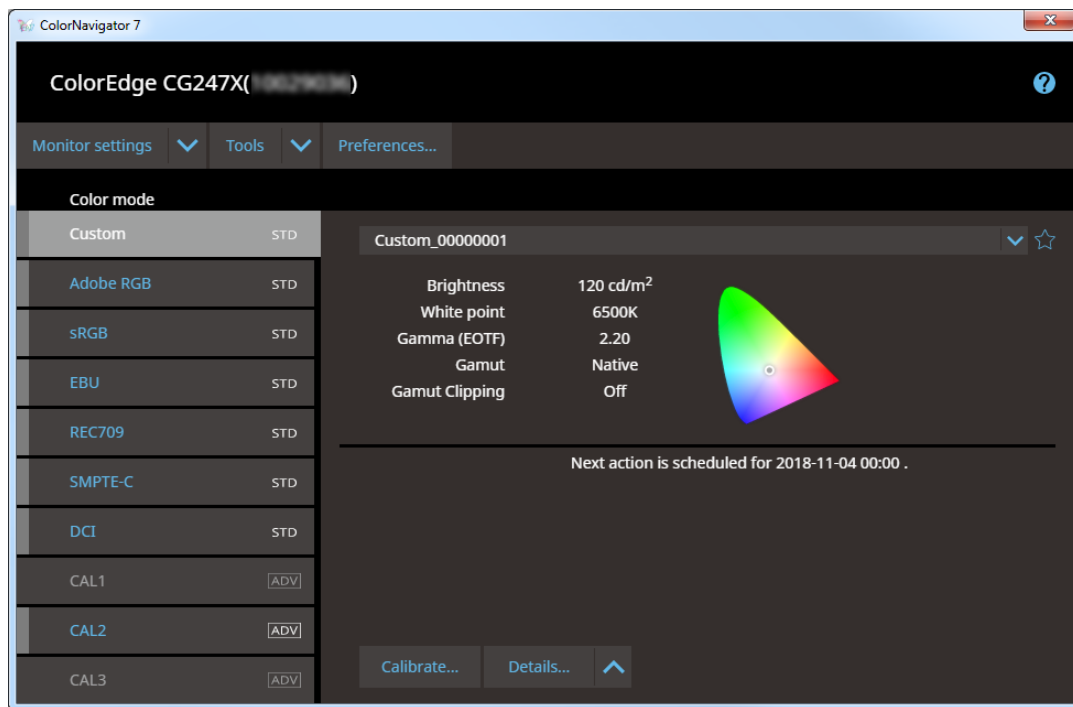 ColorNavigator 7
ColorEdge CG247X( )
Monitor settings Tools Preferences...
Color mode
Custom STD
Adobe RGB STD
sRGB STD
EBU STD
REC709 STD
SMPTE-C STD
DCI STD
CAL1 ADV
CAL2 ADV
CAL3 ADV
Custom_00000001
Brightness 120 cd/m²
White point 6500K
Gamma (EOTF) 2.20
Gamut Native
Gamut Clipping Off
Next action is scheduled for 2018-11-04 00:00 .
Calibrate... Details...